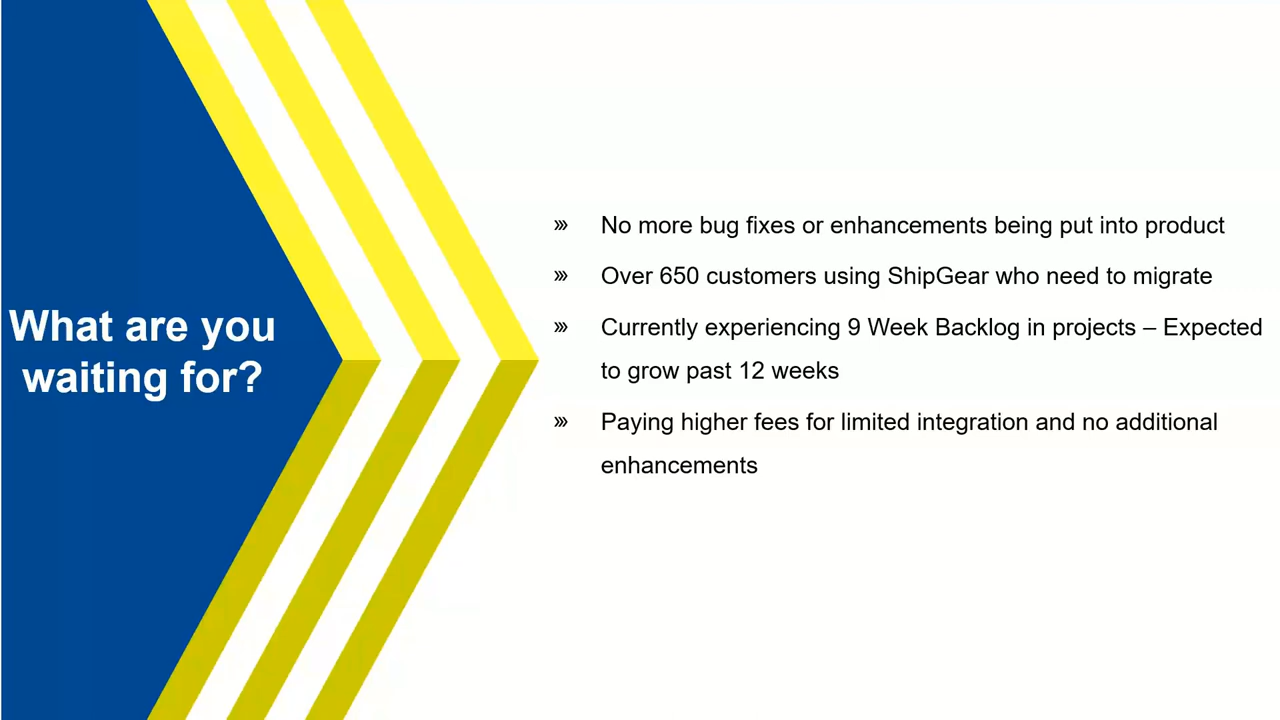 What are you
waiting for?
» No more bug fixes or enhancements being put into product
» Over 650 customers using ShipGear who need to migrate
» Currently experiencing 9 Week Backlog in projects – Expected
to grow past 12 weeks
» Paying higher fees for limited integration and no additional
enhancements